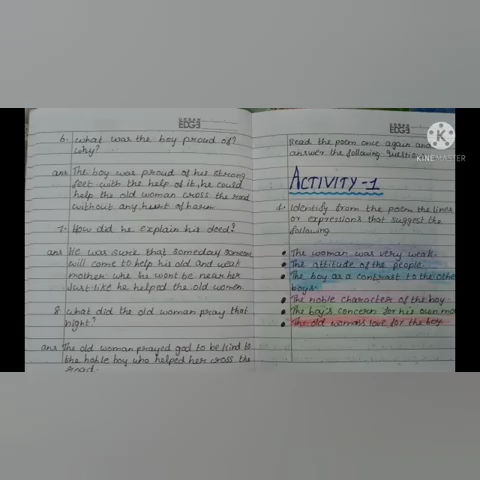 6. What was the boy proud of?
Why?
ans. The boy was proud of his strong
feet with the help of it, he could
help the old woman cross the road
without any hurt of harm
7. How did he explain his deed?
ans He was sure that someday someone
will come to help his old and weak
mother whe he wont be near her
Just like he helped the old women.
8. what did the old woman pray that
night?
ans. The old woman prayed god to be kind to
the noble boy who helped her cross the
road.
Read the poem once again and
answer the following questi
KINEMASTER
ACTIVITY-1
1. Identify from the poem the lines
or expressions that suggest the
following
• The woman was very weak.
• The attitude of the people.
• The boy as a contrast to the othe
boys.
• The noble character of the boy.
• The boy's concern for his own mo
• The old woman's love for the boy